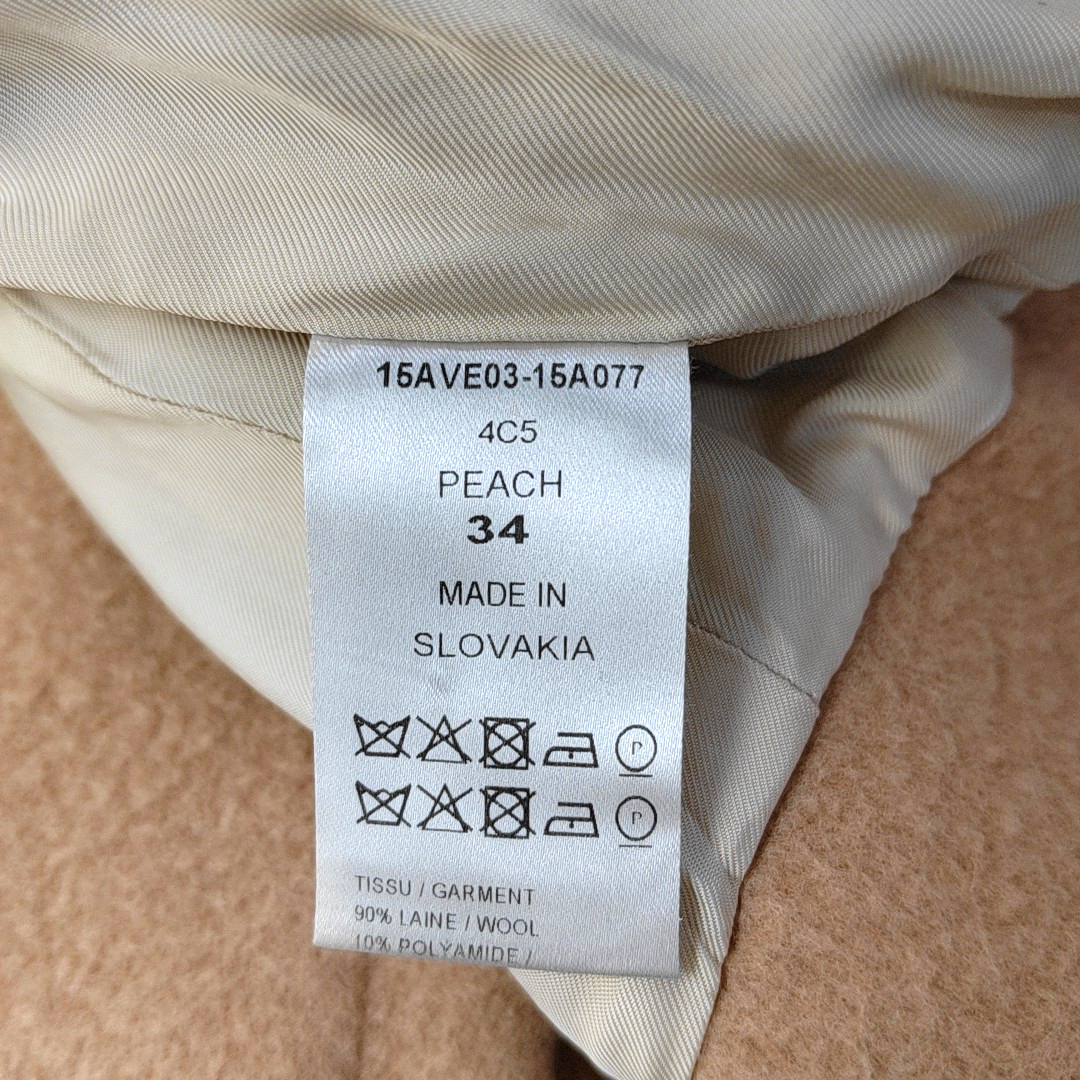 15AVE03-15A077
4C5
PEACH
34
MADE IN
SLOVAKIA
P
P
TISSU / GARMENT
90% LAINE / WOOL
10% POLYAMIDE /